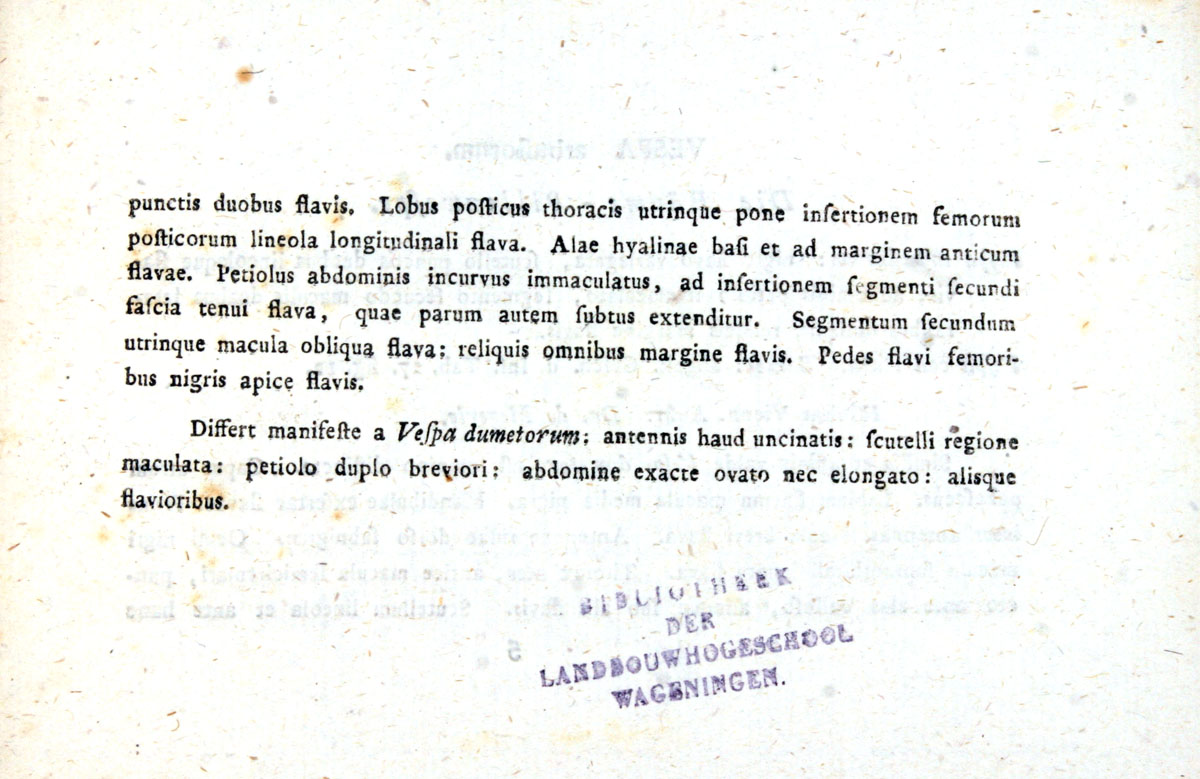 punctis duobus flavis. Lobus poſticus thoracis utrinque pone inſertionem femorum
poſticorum lineola longitudinali flava. Alae hyalinae baſi et ad marginem anticum
flavae. Petiolus abdominis incurvus immaculatus, ad inſertionem ſegmenti ſecundi
faſcia tenui flava, quae parum autem ſubtus extenditur. Segmentum ſecundum
utrinque macula obliqua flava; reliquis omnibus margine flavis. Pedes flavi femori-
bus nigris apice flavis.
Differt manifeſte a Veſpa dumetorum; antennis haud uncinatis: ſcutelli regione
maculata: petiolo duplo breviori: abdomine exacte ovato nec elongato: alisque
flavioribus.
BIBLIOTHEEK
DER
LANDBOUWHOGESCHOOL
WAGENINGEN.